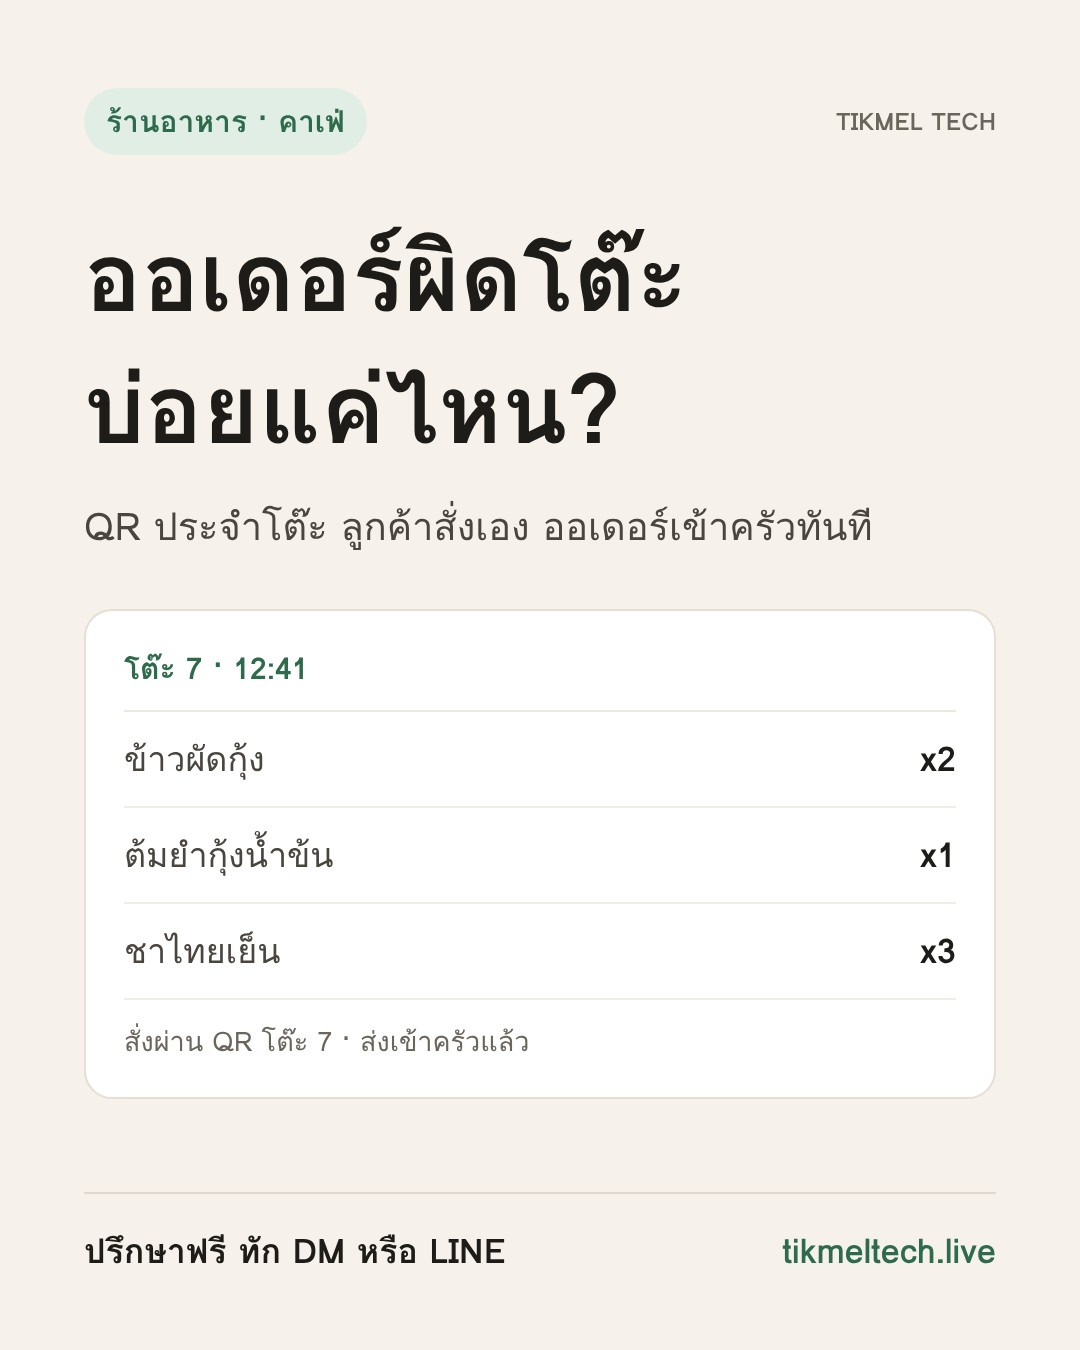 ร้านอาหาร · คาเฟ่
TIKMEL TECH
ออเดอร์ผิดโต๊ะ
บ่อยแค่ไหน?
QR ประจำโต๊ะ ลูกค้าสั่งเอง ออเดอร์เข้าครัวทันที
โต๊ะ 7 · 12:41
ข้าวผัดกุ้ง x2
ต้มยำกุ้งน้ำข้น x1
ชาไทยเย็น x3
สั่งผ่าน QR โต๊ะ 7 · ส่งเข้าครัวแล้ว
ปรึกษาฟรี ทัก DM หรือ LINE
tikmeltech.live